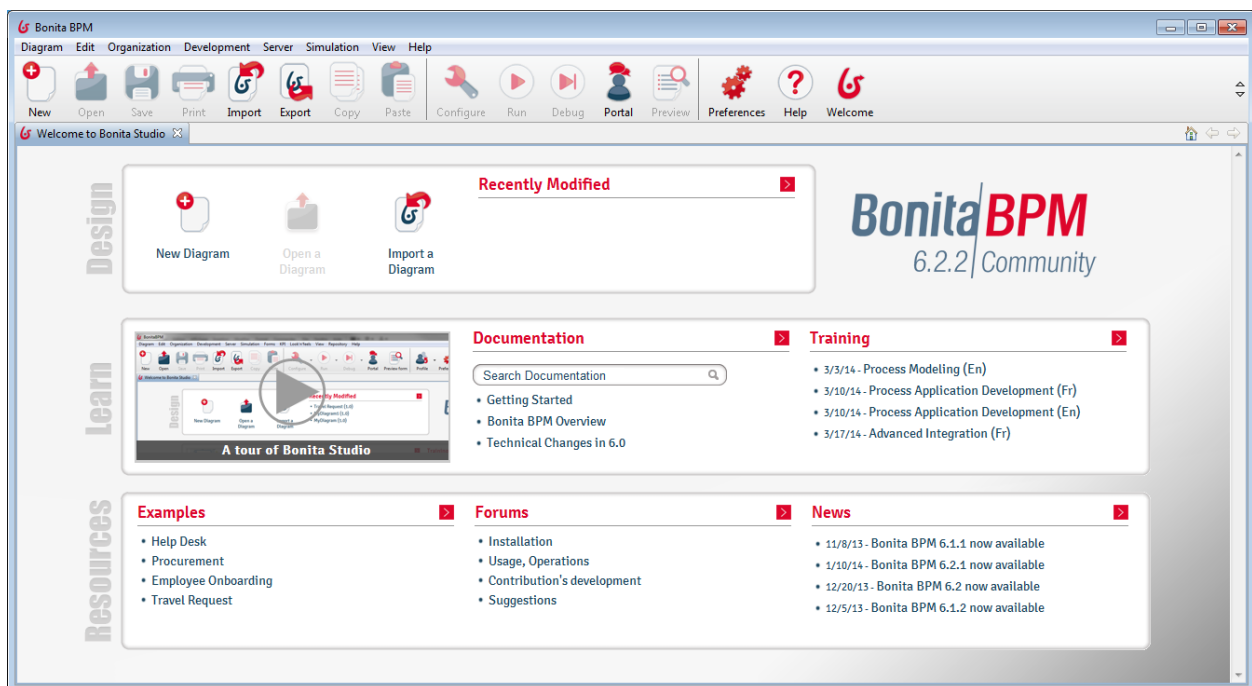 Bonita BPM
Diagram Edit Organization Development Server Simulation View Help
New Open Save Print Import Export Copy Paste Configure Run Debug Portal Preview Preferences Help Welcome
Welcome to Bonita Studio
Design
New Diagram
Open a
Diagram
Import a
Diagram
Recently Modified
Bonita BPM
6.2.2 Community
Learn
A tour of Bonita Studio
Documentation
Search Documentation
• Getting Started
• Bonita BPM Overview
• Technical Changes in 6.0
Training
• 3/3/14 - Process Modeling (En)
• 3/10/14 - Process Application Development (Fr)
• 3/10/14 - Process Application Development (En)
• 3/17/14 - Advanced Integration (Fr)
Resources
Examples
• Help Desk
• Procurement
• Employee Onboarding
• Travel Request
Forums
• Installation
• Usage, Operations
• Contribution's development
• Suggestions
News
• 11/8/13 - Bonita BPM 6.1.1 now available
• 1/10/14 - Bonita BPM 6.2.1 now available
• 12/20/13 - Bonita BPM 6.2 now available
• 12/5/13 - Bonita BPM 6.1.2 now available